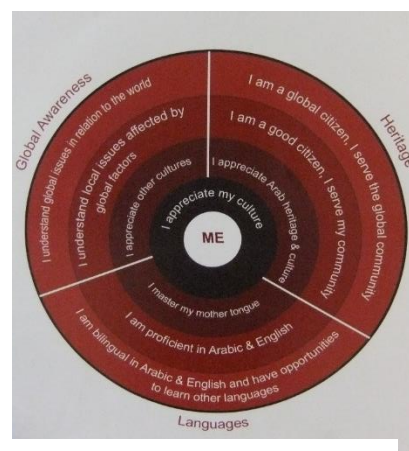 Global Awareness
I understand global issues in relation to the world
I understand local issues affected by
global factors
I appreciate other cultures
Heritage
I am a global citizen, I serve the global community
I am a good citizen, I serve my community
I appreciate Arab heritage & culture
I appreciate my culture
ME
I master my mother tongue
I am proficient in Arabic & English
I am bilingual in Arabic & English and have opportunities
to learn other languages
Languages